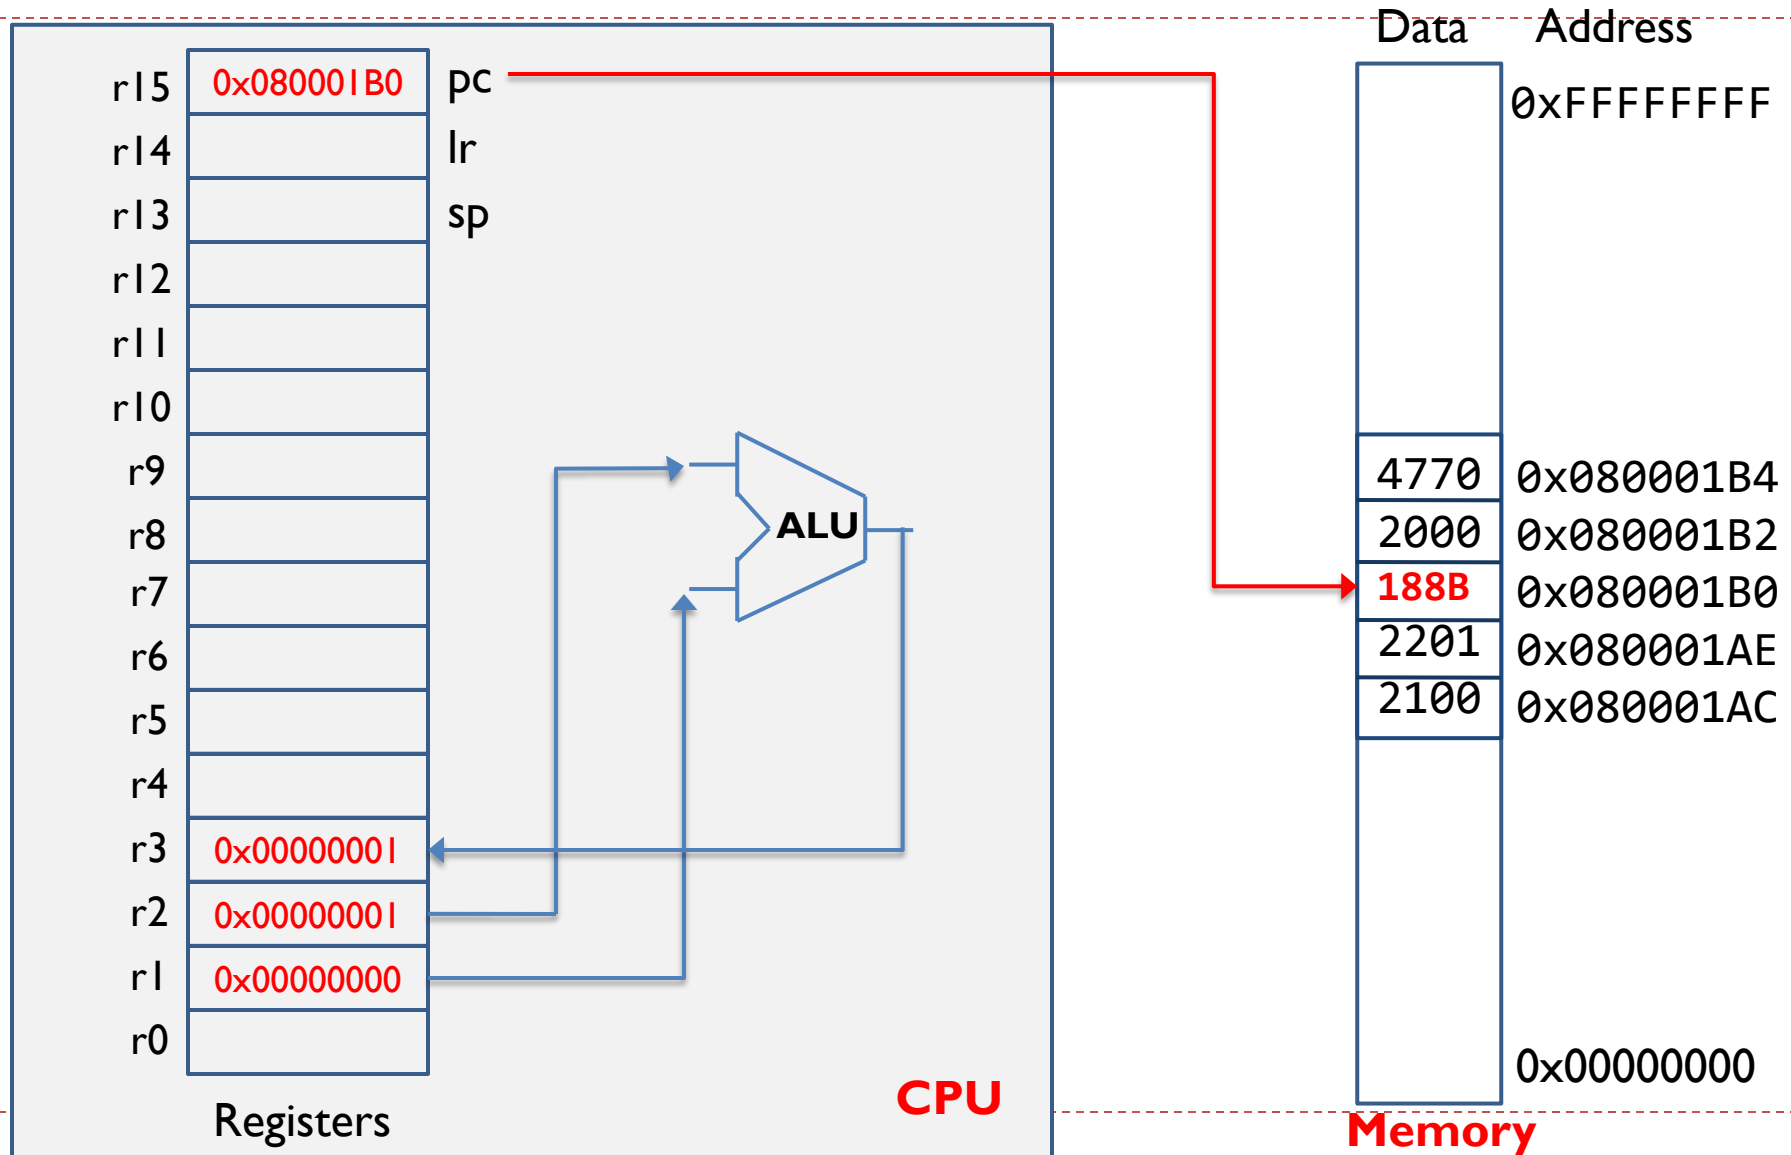 Data Address
r15 0x080001B0 pc
0xFFFFFFFF
r14 lr
r13 sp
r12
r11
r10
r9
4770 0x080001B4
r8
ALU
2000 0x080001B2
r7
188B 0x080001B0
r6
2201 0x080001AE
r5
2100 0x080001AC
r4
r3 0x00000001
r2 0x00000001
r1 0x00000000
r0
0x00000000
CPU
Registers
Memory